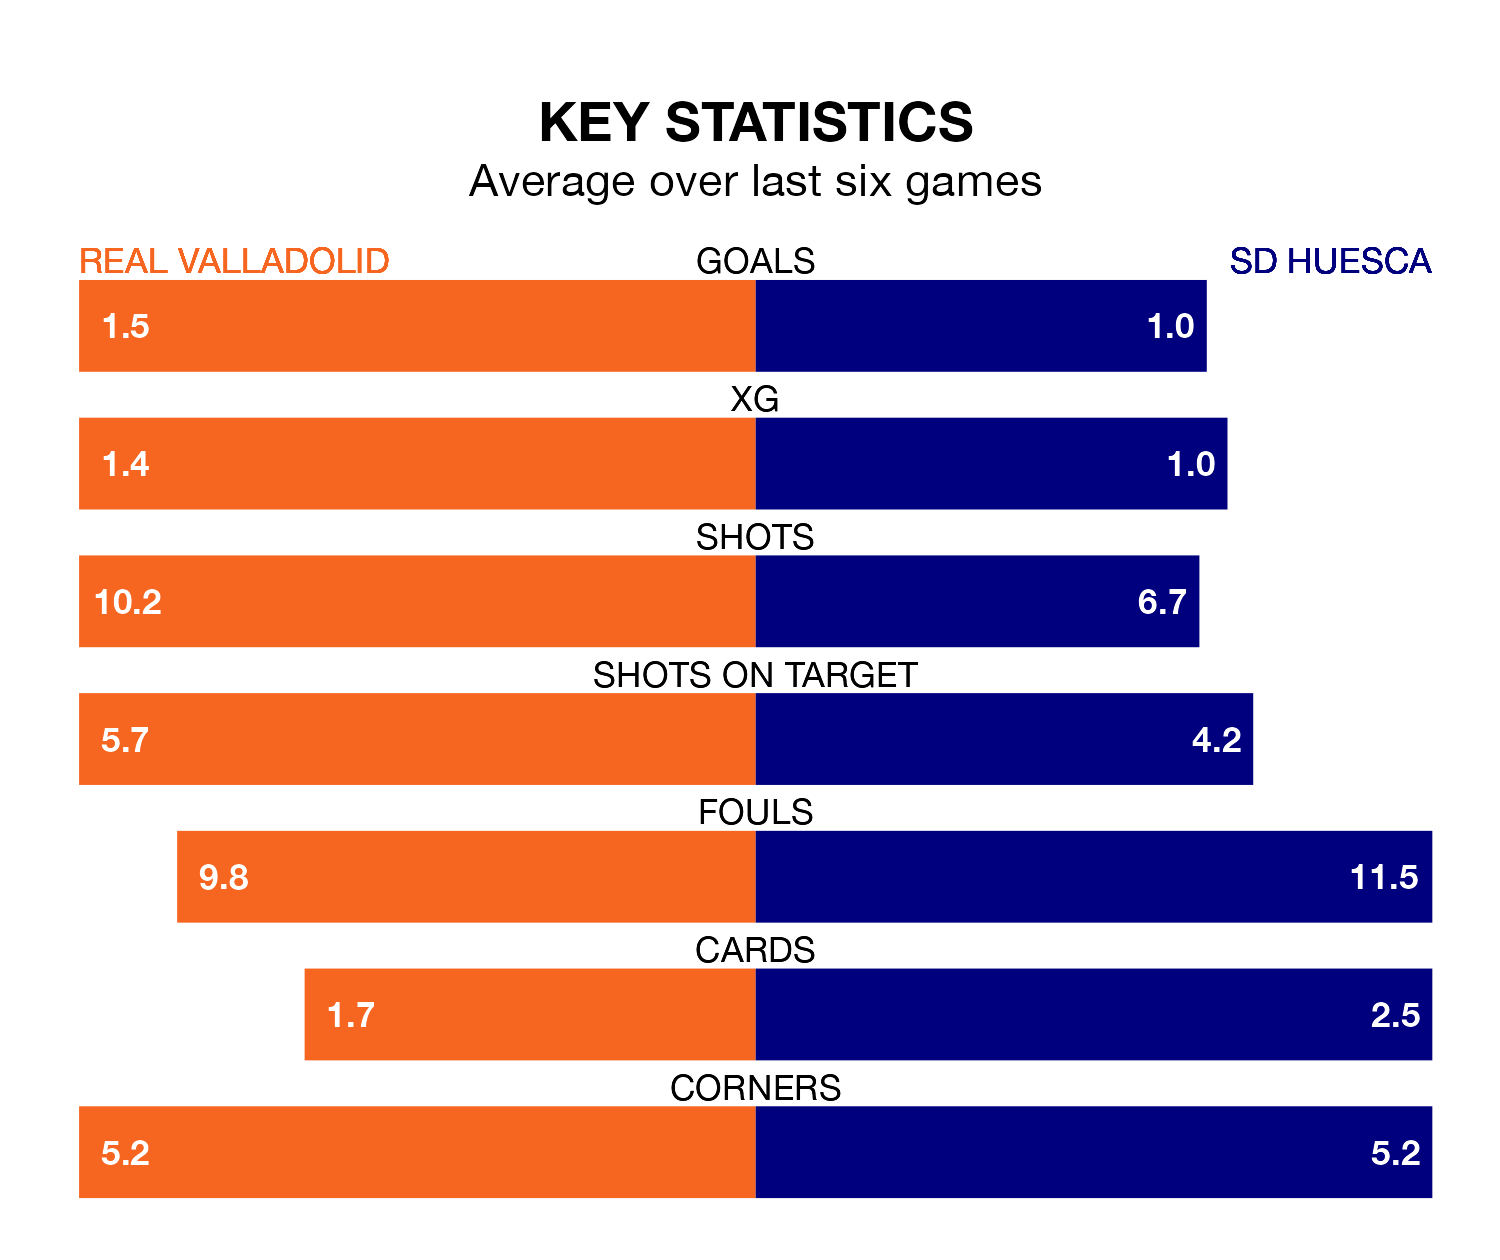 KEY STATISTICS
Average over last six games
REAL VALLADOLID GOALS SD HUESCA
1.5 1.0
XG
1.4 1.0
SHOTS
10.2 6.7
SHOTS ON TARGET
5.7 4.2
FOULS
9.8 11.5
CARDS
1.7 2.5
CORNERS
5.2 5.2